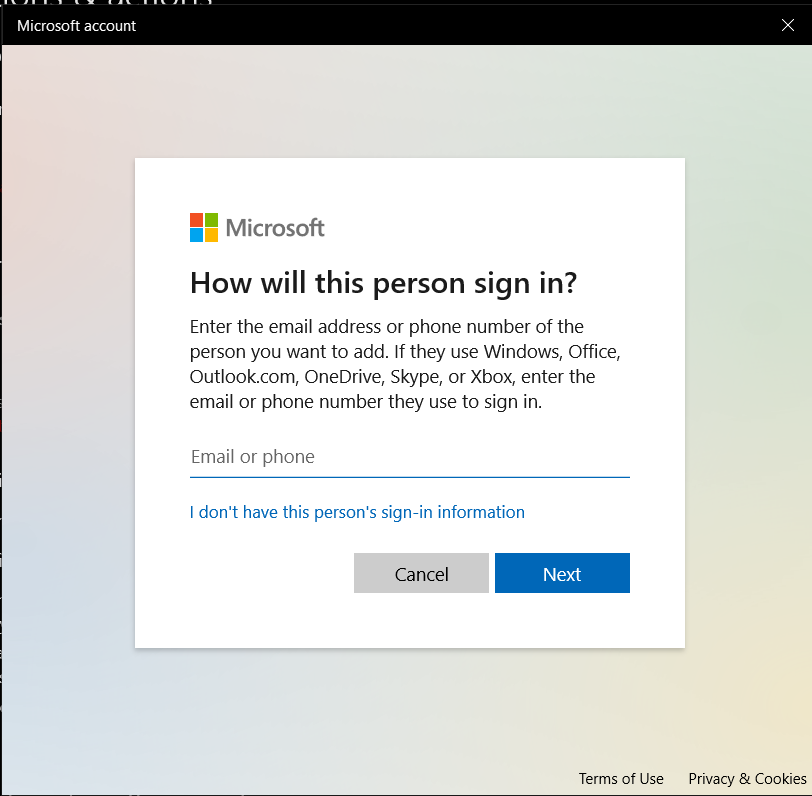 Microsoft account
Microsoft
How will this person sign in?
Enter the email address or phone number of the
person you want to add. If they use Windows, Office,
Outlook.com, OneDrive, Skype, or Xbox, enter the
email or phone number they use to sign in.
Email or phone
I don't have this person's sign-in information
Cancel
Next
Terms of Use
Privacy & Cookies